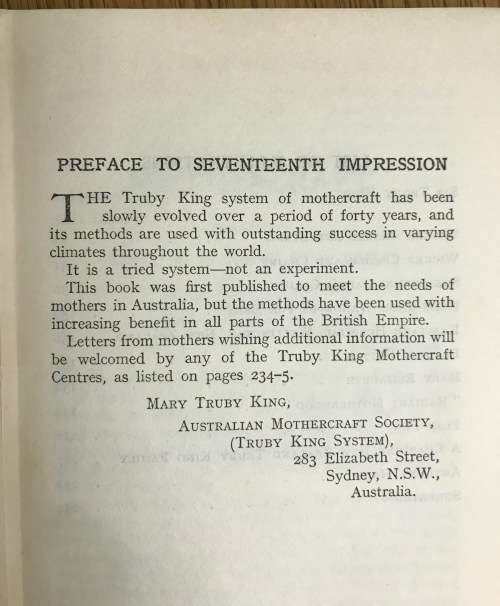 PREFACE TO SEVENTEENTH IMPRESSION
THE Truby King system of mothercraft has been
slowly evolved over a period of forty years, and
its methods are used with outstanding success in varying
climates throughout the world.
It is a tried system—not an experiment.
This book was first published to meet the needs of
mothers in Australia, but the methods have been used with
increasing benefit in all parts of the British Empire.
Letters from mothers wishing additional information will
be welcomed by any of the Truby King Mothercraft
Centres, as listed on pages 234–5.
MARY TRUBY KING,
AUSTRALIAN MOTHERCRAFT SOCIETY,
(TRUBY KING SYSTEM),
283 Elizabeth Street,
Sydney, N.S.W.,
Australia.